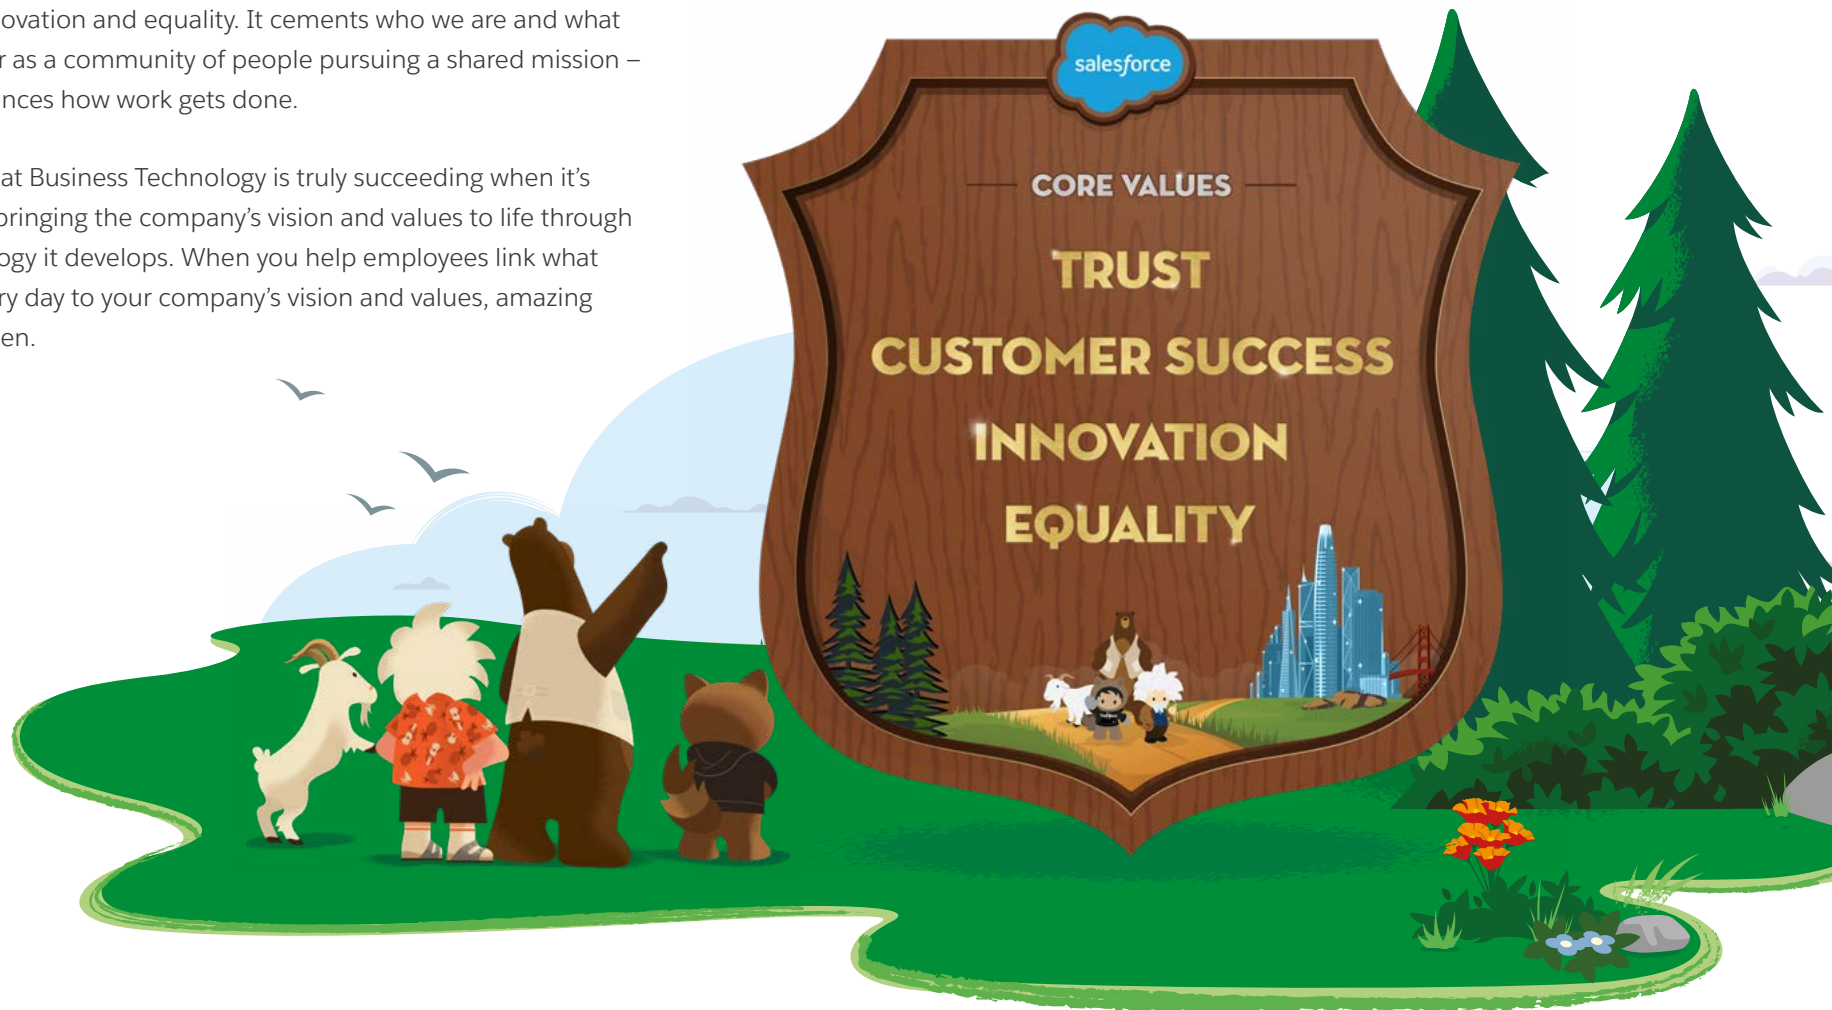 ovation and equality. It cements who we are and what
r as a community of people pursuing a shared mission –
nces how work gets done.
at Business Technology is truly succeeding when it’s
bringing the company’s vision and values to life through
ogy it develops. When you help employees link what
ry day to your company’s vision and values, amazing
en.
salesforce
CORE VALUES
TRUST
CUSTOMER SUCCESS
INNOVATION
EQUALITY